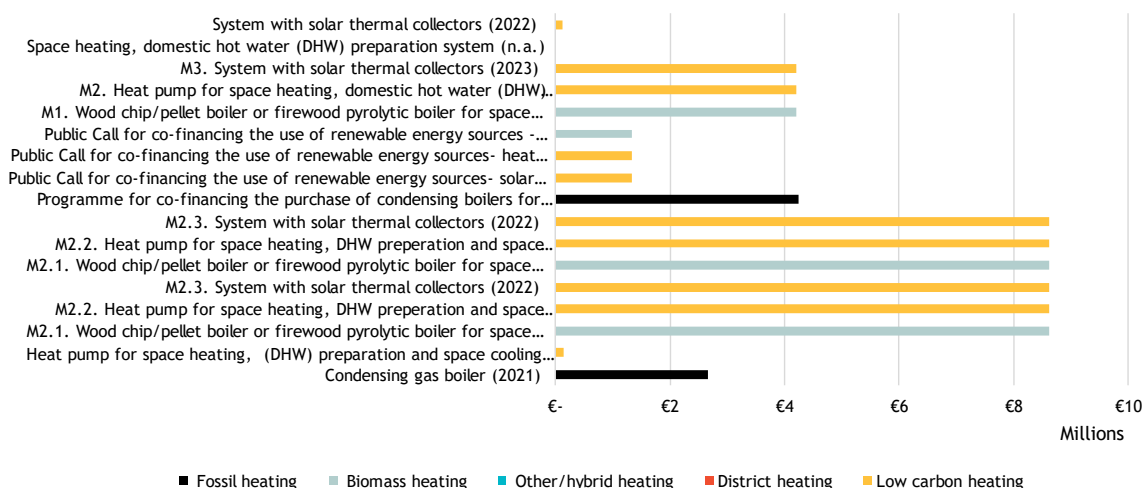 System with solar thermal collectors (2022)
Space heating, domestic hot water (DHW) preparation system (n.a.)
M3. System with solar thermal collectors (2023)
M2. Heat pump for space heating, domestic hot water (DHW)…
M1. Wood chip/pellet boiler or firewood pyrolytic boiler for space…
Public Call for co-financing the use of renewable energy sources -…
Public Call for co-financing the use of renewable energy sources- heat…
Public Call for co-financing the use of renewable energy sources- solar…
Programme for co-financing the purchase of condensing boilers for…
M2.3. System with solar thermal collectors (2022)
M2.2. Heat pump for space heating, DHW preperation and space…
M2.1. Wood chip/pellet boiler or firewood pyrolytic boiler for space…
M2.3. System with solar thermal collectors (2022)
M2.2. Heat pump for space heating, DHW preperation and space…
M2.1. Wood chip/pellet boiler or firewood pyrolytic boiler for space…
Heat pump for space heating, (DHW) preparation and space cooling…
Condensing gas boiler (2021)
€- €2 €4 €6 €8 €10
Millions
Fossil heating Biomass heating Other/hybrid heating District heating Low carbon heating